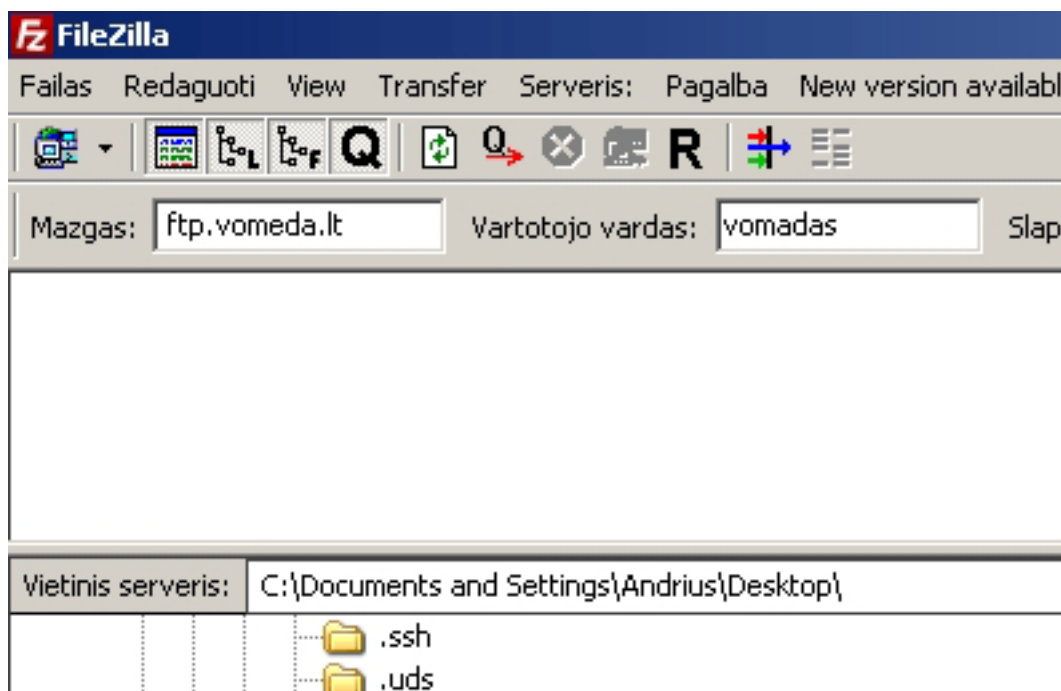 Fz FileZilla
Failas Redaguoti View Transfer Serveris: Pagalba New version availabl
L F Q Q R
Mazgas: ftp.vomeda.lt Vartotojo vardas: vomadas Slap
Vietinis serveris: C:\Documents and Settings\Andrius\Desktop\
.ssh
.uds